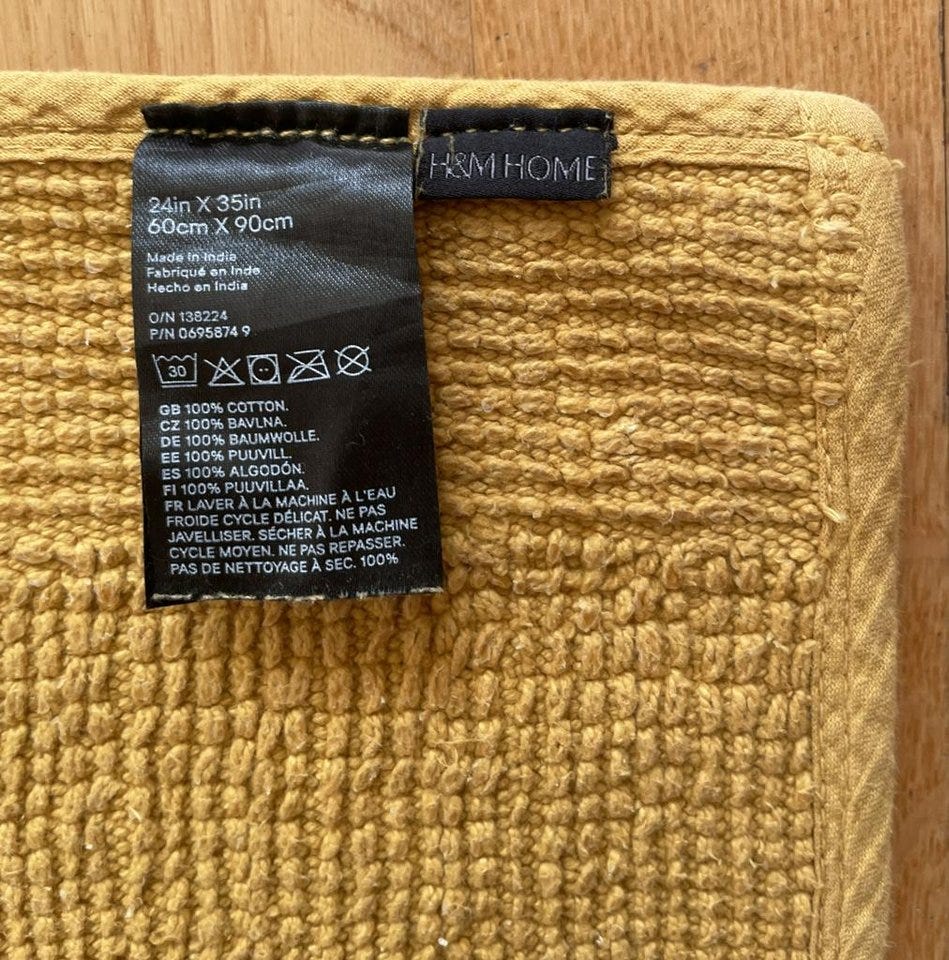 H&M HOME
24in X 35in
60cm X 90cm
Made in India
Fabriqué en Inde
Hecho en India
O/N 138224
P/N 0695874 9
30
GB 100% COTTON.
CZ 100% BAVLNA.
DE 100% BAUMWOLLE.
EE 100% PUUVILL.
ES 100% ALGODÓN.
FI 100% PUUVILLAA.
FR LAVER À LA MACHINE À L'EAU
FROIDE CYCLE DÉLICAT. NE PAS
JAVELLISER. SÉCHER À LA MACHINE
CYCLE MOYEN. NE PAS REPASSER.
PAS DE NETTOYAGE À SEC. 100%